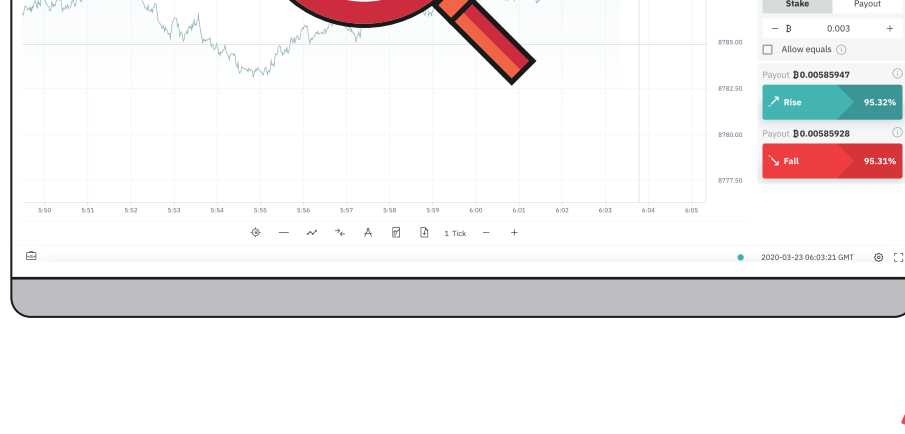 Stake Payout
− ₿ 0.003 +
8785.00
Allow equals
Payout ₿0.00585947
8782.50
Rise 95.32%
Payout ₿0.00585928
8780.00
Fall 95.31%
8777.50
5:50 5:51 5:52 5:53 5:54 5:55 5:56 5:57 5:58 5:59 6:00 6:01 6:02 6:03 6:04 6:05
1 Tick − +
2020-03-23 06:03:21 GMT